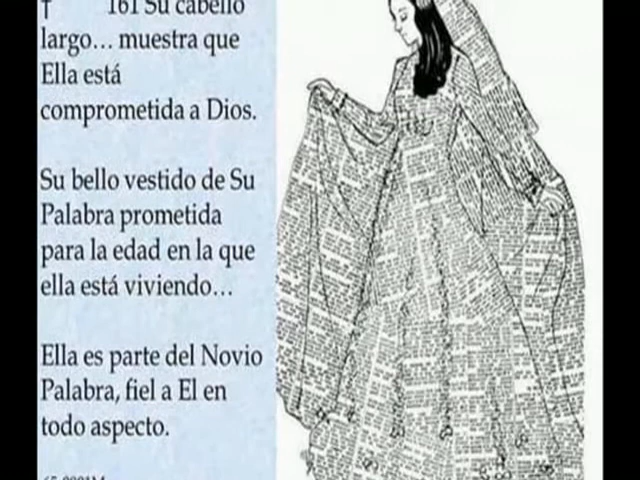 † 161 Su cabello
largo… muestra que
Ella está
comprometida a Dios.
Su bello vestido de Su
Palabra prometida
para la edad en la que
ella está viviendo…
Ella es parte del Novio
Palabra, fiel a El en
todo aspecto.